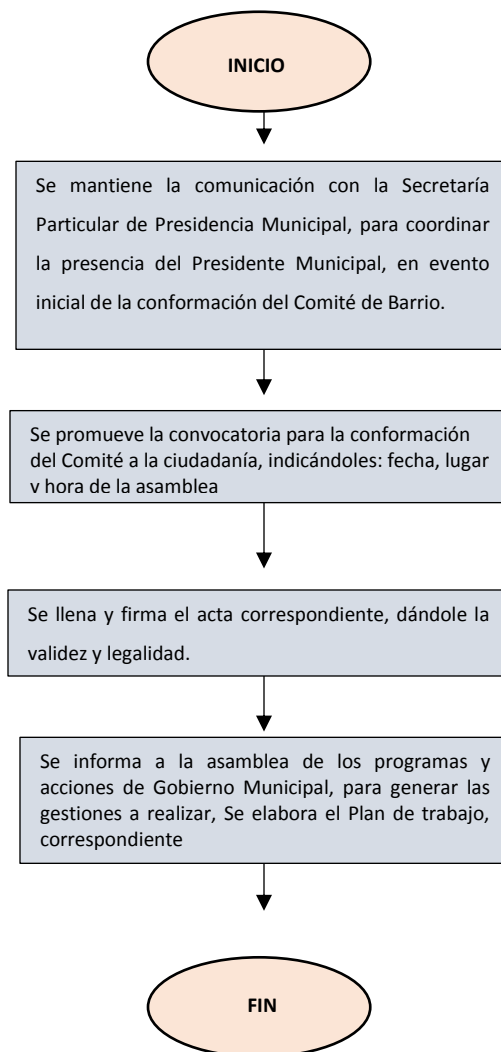 INICIO
Se mantiene la comunicación con la Secretaría
Particular de Presidencia Municipal, para coordinar
la presencia del Presidente Municipal, en evento
inicial de la conformación del Comité de Barrio.
Se promueve la convocatoria para la conformación
del Comité a la ciudadanía, indicándoles: fecha, lugar
y hora de la asamblea
Se llena y firma el acta correspondiente, dándole la
validez y legalidad.
Se informa a la asamblea de los programas y
acciones de Gobierno Municipal, para generar las
gestiones a realizar, Se elabora el Plan de trabajo,
correspondiente
FIN